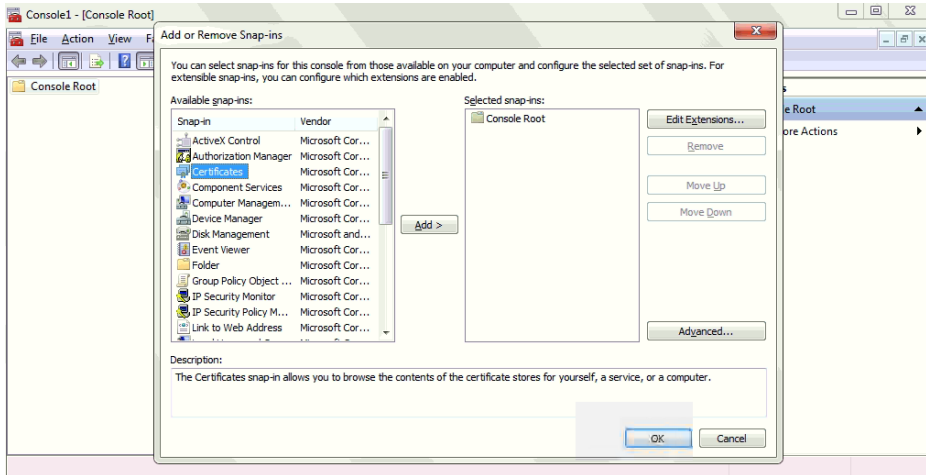 Console1 - [Console Root]
File Action View Fa
Add or Remove Snap-ins
You can select snap-ins for this console from those available on your computer and configure the selected set of snap-ins. For
extensible snap-ins, you can configure which extensions are enabled.
Available snap-ins:
Selected snap-ins:
Snap-in Vendor
ActiveX Control Microsoft Cor...
Authorization Manager Microsoft Cor...
Certificates Microsoft Cor...
Component Services Microsoft Cor...
Computer Managem... Microsoft Cor...
Device Manager Microsoft Cor...
Disk Management Microsoft and...
Event Viewer Microsoft Cor...
Folder Microsoft Cor...
Group Policy Object ... Microsoft Cor...
IP Security Monitor Microsoft Cor...
IP Security Policy M... Microsoft Cor...
Link to Web Address Microsoft Cor...
Add >
Console Root
Edit Extensions...
Remove
Move Up
Move Down
Advanced...
Description:
The Certificates snap-in allows you to browse the contents of the certificate stores for yourself, a service, or a computer.
OK Cancel
Console Root
s
e Root
ore Actions